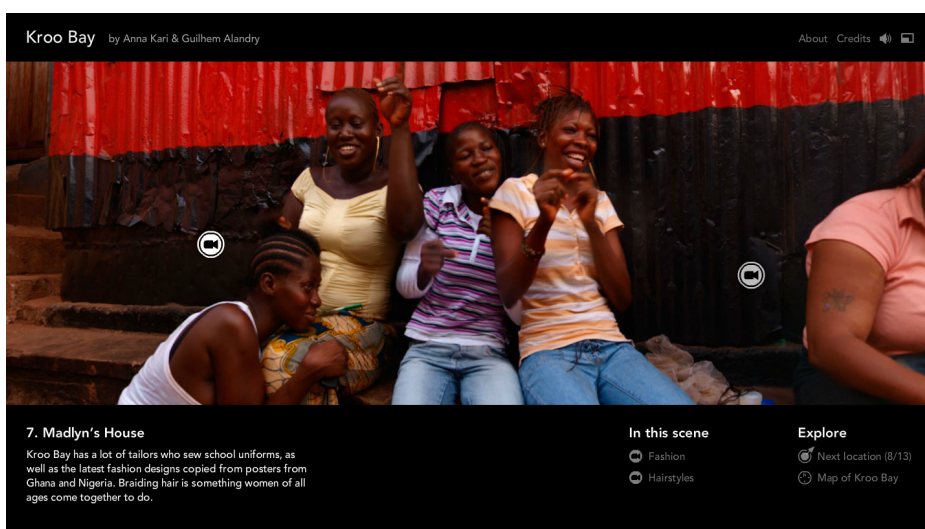 Kroo Bay by Anna Kari & Guilhem Alandry
About Credits
7. Madlyn's House
Kroo Bay has a lot of tailors who sew school uniforms, as
well as the latest fashion designs copied from posters from
Ghana and Nigeria. Braiding hair is something women of all
ages come together to do.
In this scene
Fashion
Hairstyles
Explore
Next location (8/13)
Map of Kroo Bay